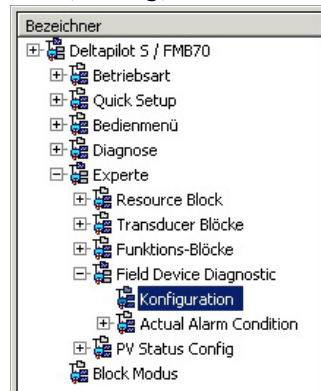 Bezeichner
Deltapilot S / FMB70
Betriebsart
Quick Setup
Bedienmenü
Diagnose
Experte
Resource Block
Transducer Blöcke
Funktions-Blöcke
Field Device Diagnostic
Konfiguration
Actual Alarm Condition
PV Status Config
Block Modus